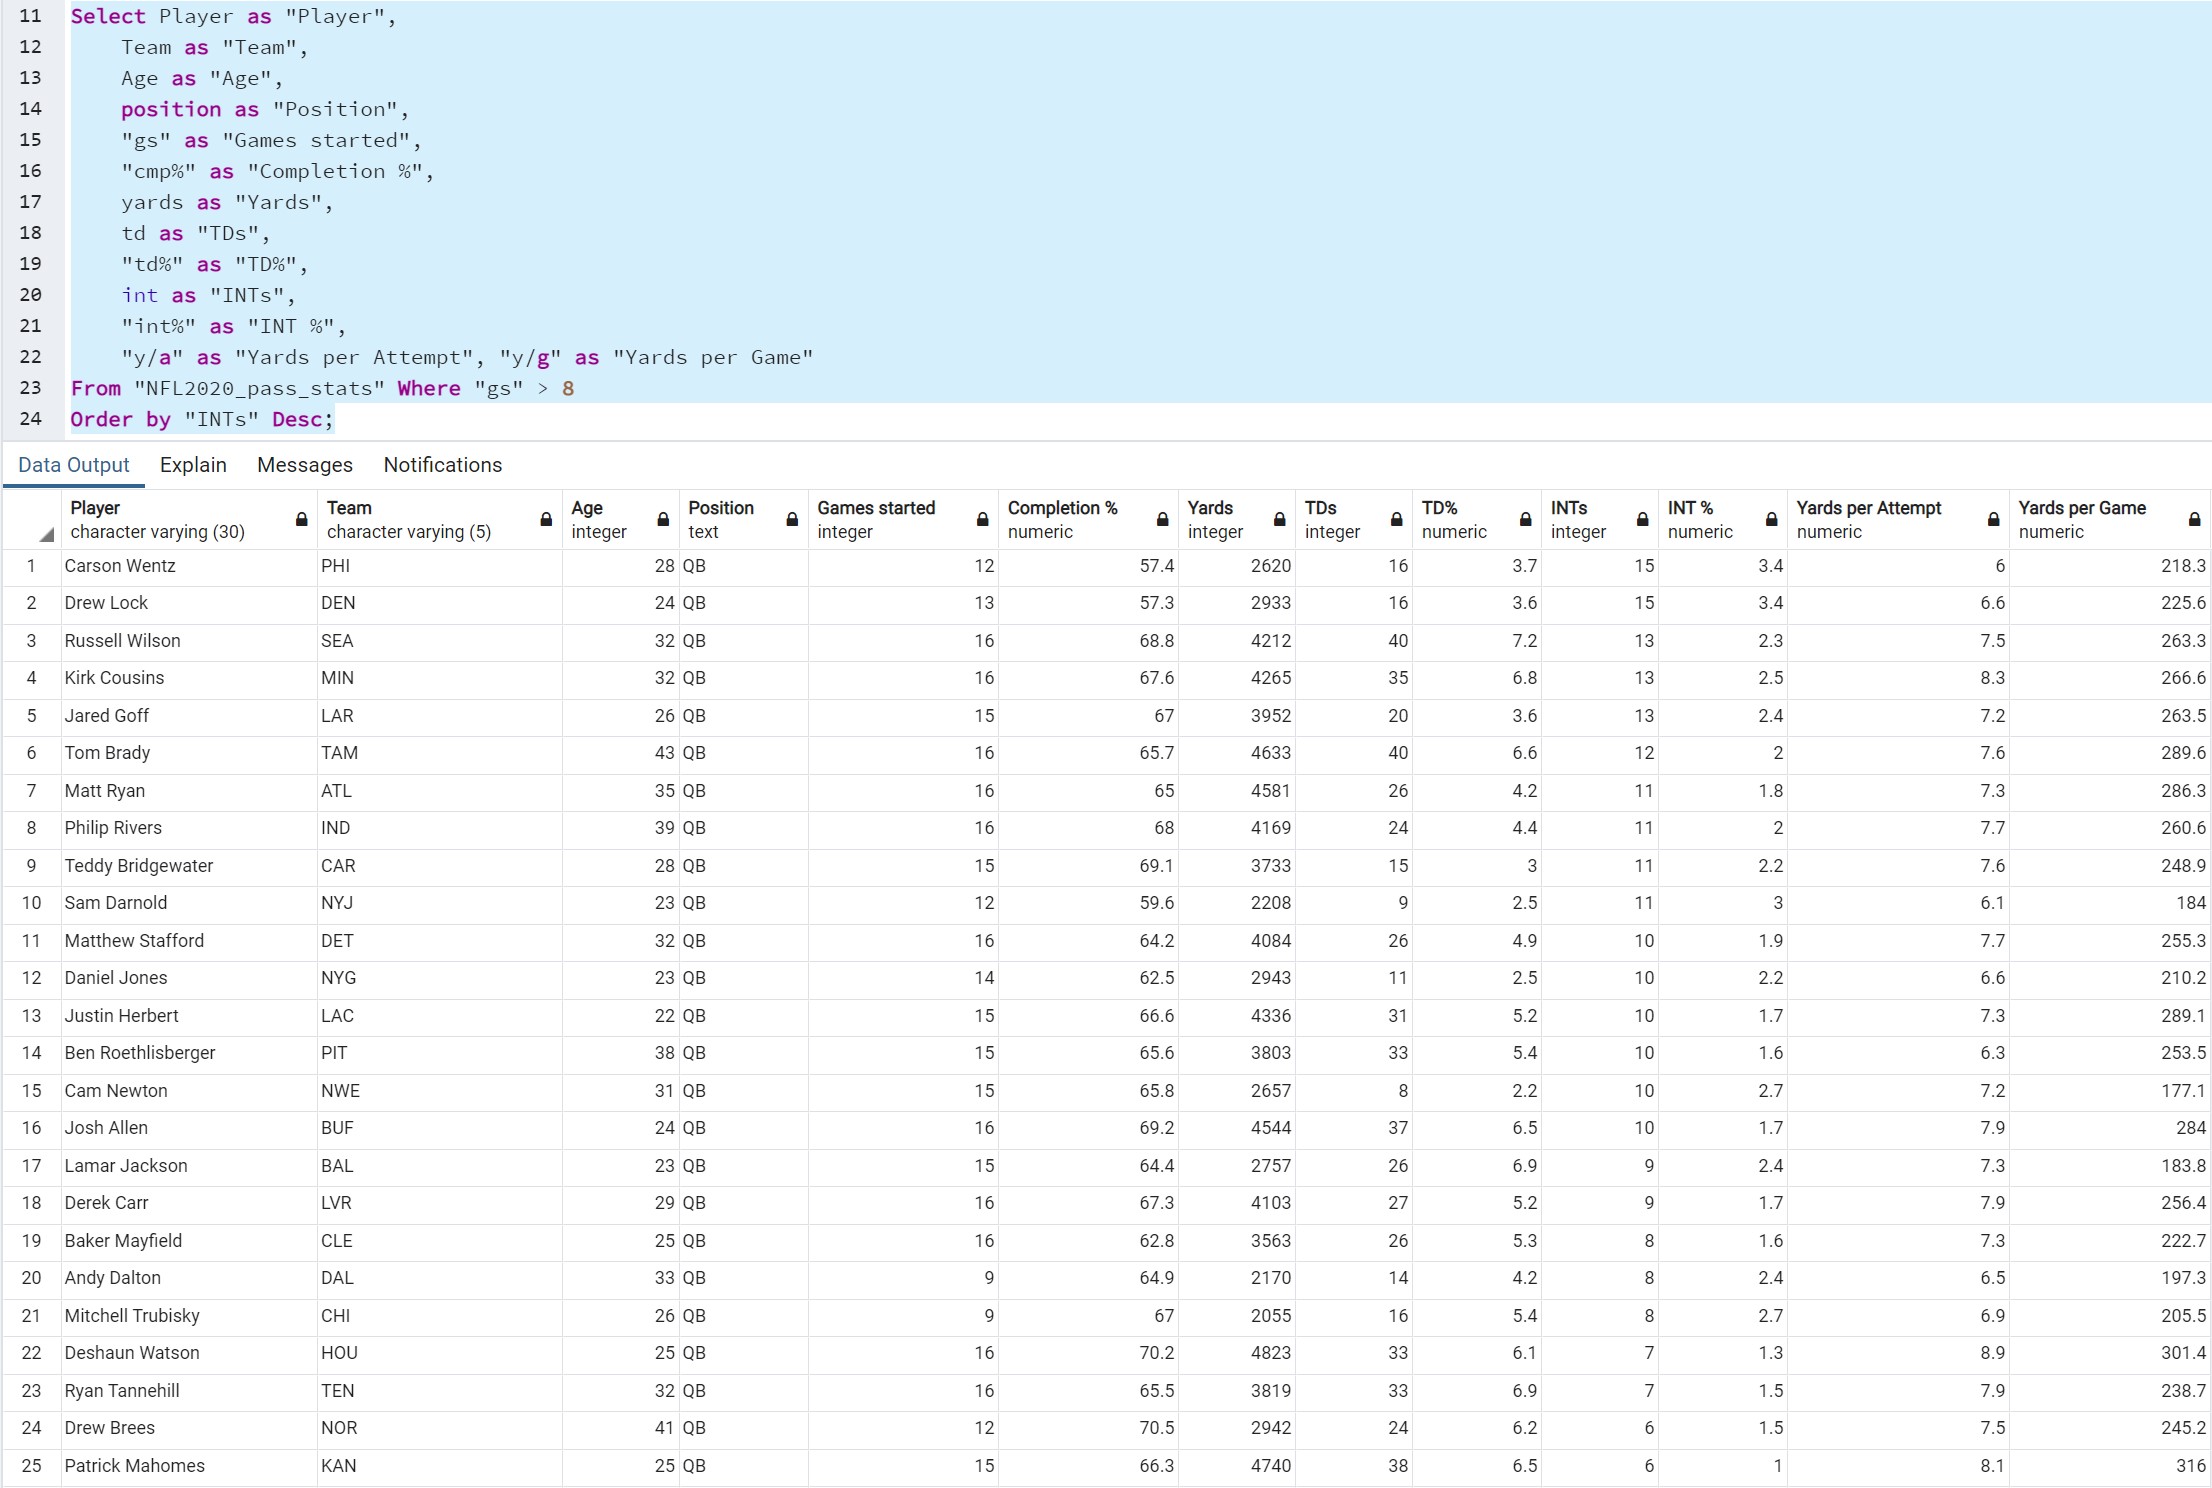 11 Select Player as "Player",
12 Team as "Team",
13 Age as "Age",
14 position as "Position",
15 "gs" as "Games started",
16 "cmp%" as "Completion %",
17 yards as "Yards",
18 td as "TDs",
19 "td%" as "TD%",
20 int as "INTs",
21 "int%" as "INT %",
22 "y/a" as "Yards per Attempt", "y/g" as "Yards per Game"
23 From "NFL2020_pass_stats" Where "gs" > 8
24 Order by "INTs" Desc;
Data Output Explain Messages Notifications
Player Team Age Position Games started Completion % Yards TDs TD% INTs INT % Yards per Attempt Yards per Game
character varying (30) character varying (5) integer text integer numeric integer integer numeric integer numeric numeric numeric
1 Carson Wentz PHI 28 QB 12 57.4 2620 16 3.7 15 3.4 6 218.3
2 Drew Lock DEN 24 QB 13 57.3 2933 16 3.6 15 3.4 6.6 225.6
3 Russell Wilson SEA 32 QB 16 68.8 4212 40 7.2 13 2.3 7.5 263.3
4 Kirk Cousins MIN 32 QB 16 67.6 4265 35 6.8 13 2.5 8.3 266.6
5 Jared Goff LAR 26 QB 15 67 3952 20 3.6 13 2.4 7.2 263.5
6 Tom Brady TAM 43 QB 16 65.7 4633 40 6.6 12 2 7.6 289.6
7 Matt Ryan ATL 35 QB 16 65 4581 26 4.2 11 1.8 7.3 286.3
8 Philip Rivers IND 39 QB 16 68 4169 24 4.4 11 2 7.7 260.6
9 Teddy Bridgewater CAR 28 QB 15 69.1 3733 15 3 11 2.2 7.6 248.9
10 Sam Darnold NYJ 23 QB 12 59.6 2208 9 2.5 11 3 6.1 184
11 Matthew Stafford DET 32 QB 16 64.2 4084 26 4.9 10 1.9 7.7 255.3
12 Daniel Jones NYG 23 QB 14 62.5 2943 11 2.5 10 2.2 6.6 210.2
13 Justin Herbert LAC 22 QB 15 66.6 4336 31 5.2 10 1.7 7.3 289.1
14 Ben Roethlisberger PIT 38 QB 15 65.6 3803 33 5.4 10 1.6 6.3 253.5
15 Cam Newton NWE 31 QB 15 65.8 2657 8 2.2 10 2.7 7.2 177.1
16 Josh Allen BUF 24 QB 16 69.2 4544 37 6.5 10 1.7 7.9 284
17 Lamar Jackson BAL 23 QB 15 64.4 2757 26 6.9 9 2.4 7.3 183.8
18 Derek Carr LVR 29 QB 16 67.3 4103 27 5.2 9 1.7 7.9 256.4
19 Baker Mayfield CLE 25 QB 16 62.8 3563 26 5.3 8 1.6 7.3 222.7
20 Andy Dalton DAL 33 QB 9 64.9 2170 14 4.2 8 2.4 6.5 197.3
21 Mitchell Trubisky CHI 26 QB 9 67 2055 16 5.4 8 2.7 6.9 205.5
22 Deshaun Watson HOU 25 QB 16 70.2 4823 33 6.1 7 1.3 8.9 301.4
23 Ryan Tannehill TEN 32 QB 16 65.5 3819 33 6.9 7 1.5 7.9 238.7
24 Drew Brees NOR 41 QB 12 70.5 2942 24 6.2 6 1.5 7.5 245.2
25 Patrick Mahomes KAN 25 QB 15 66.3 4740 38 6.5 6 1 8.1 316